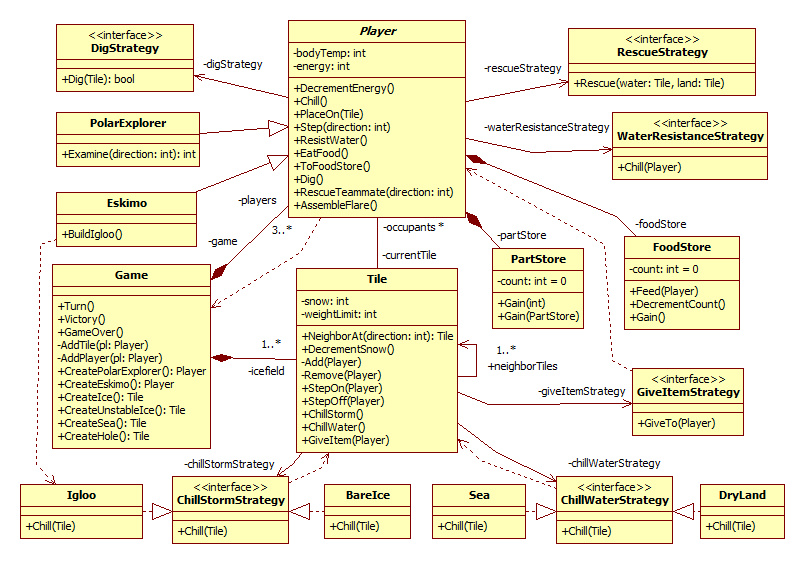 <<interface>>
DigStrategy
+Dig(Tile): bool
-digStrategy
Player
-bodyTemp: int
-energy: int
+DecrementEnergy()
+Chill()
+PlaceOn(Tile)
+Step(direction: int)
+ResistWater()
+EatFood()
+ToFoodStore()
+Dig()
+RescueTeammate(direction: int)
+AssembleFlare()
-rescueStrategy
<<interface>>
RescueStrategy
+Rescue(water: Tile, land: Tile)
PolarExplorer
+Examine(direction: int): int
-waterResistanceStrategy
<<interface>>
WaterResistanceStrategy
+Chill(Player)
Eskimo
+BuildIgloo()
-players
3..*
-game
-occupants *
-currentTile
-partStore
-foodStore
PartStore
-count: int = 0
+Gain(int)
+Gain(PartStore)
FoodStore
-count: int = 0
+Feed(Player)
+DecrementCount()
+Gain()
Game
+Turn()
+Victory()
+GameOver()
-AddTile(pl: Player)
-AddPlayer(pl: Player)
+CreatePolarExplorer(): Player
+CreateEskimo(): Player
+CreateIce(): Tile
+CreateUnstableIce(): Tile
+CreateSea(): Tile
+CreateHole(): Tile
1..*
-icefield
Tile
-snow: int
-weightLimit: int
+NeighborAt(direction: int): Tile
+DecrementSnow()
-Add(Player)
-Remove(Player)
+StepOn(Player)
+StepOff(Player)
+ChillStorm()
+ChillWater()
+GiveItem(Player)
1..*
+neighborTiles
-giveItemStrategy
<<interface>>
GiveItemStrategy
+GiveTo(Player)
-chillStormStrategy
-chillWaterStrategy
Igloo
+Chill(Tile)
<<interface>>
ChillStormStrategy
+Chill(Tile)
BareIce
+Chill(Tile)
Sea
+Chill(Tile)
<<interface>>
ChillWaterStrategy
+Chill(Tile)
DryLand
+Chill(Tile)